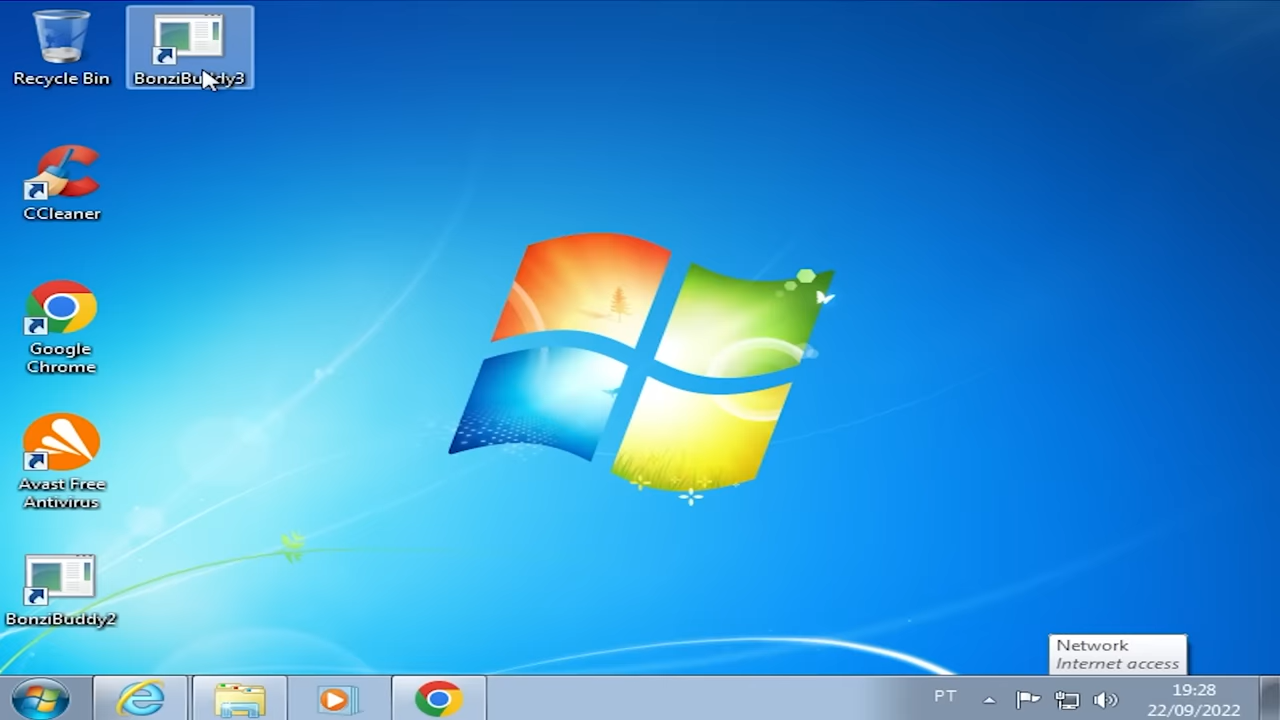 Recycle Bin
BonziBuddy3
CCleaner
Google
Chrome
Avast Free
Antivirus
BonziBuddy2
Network
Internet access
PT
19:28
22/09/2022